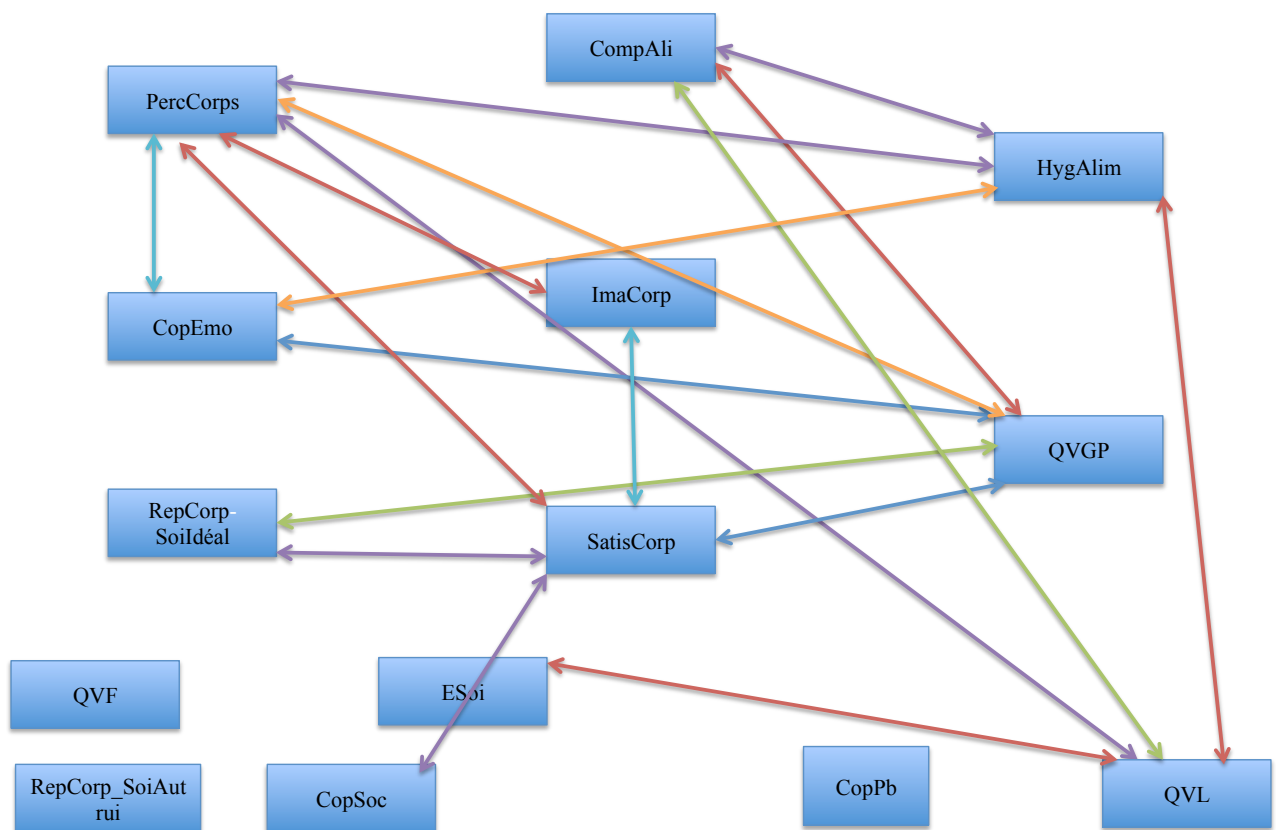 CompAli
PercCorps
HygAlim
ImaCorp
CopEmo
QVGP
RepCorp-
SoiIdéal
SatisCorp
QVF
ESoi
RepCorp_SoiAut
rui
CopSoc
CopPb
QVL